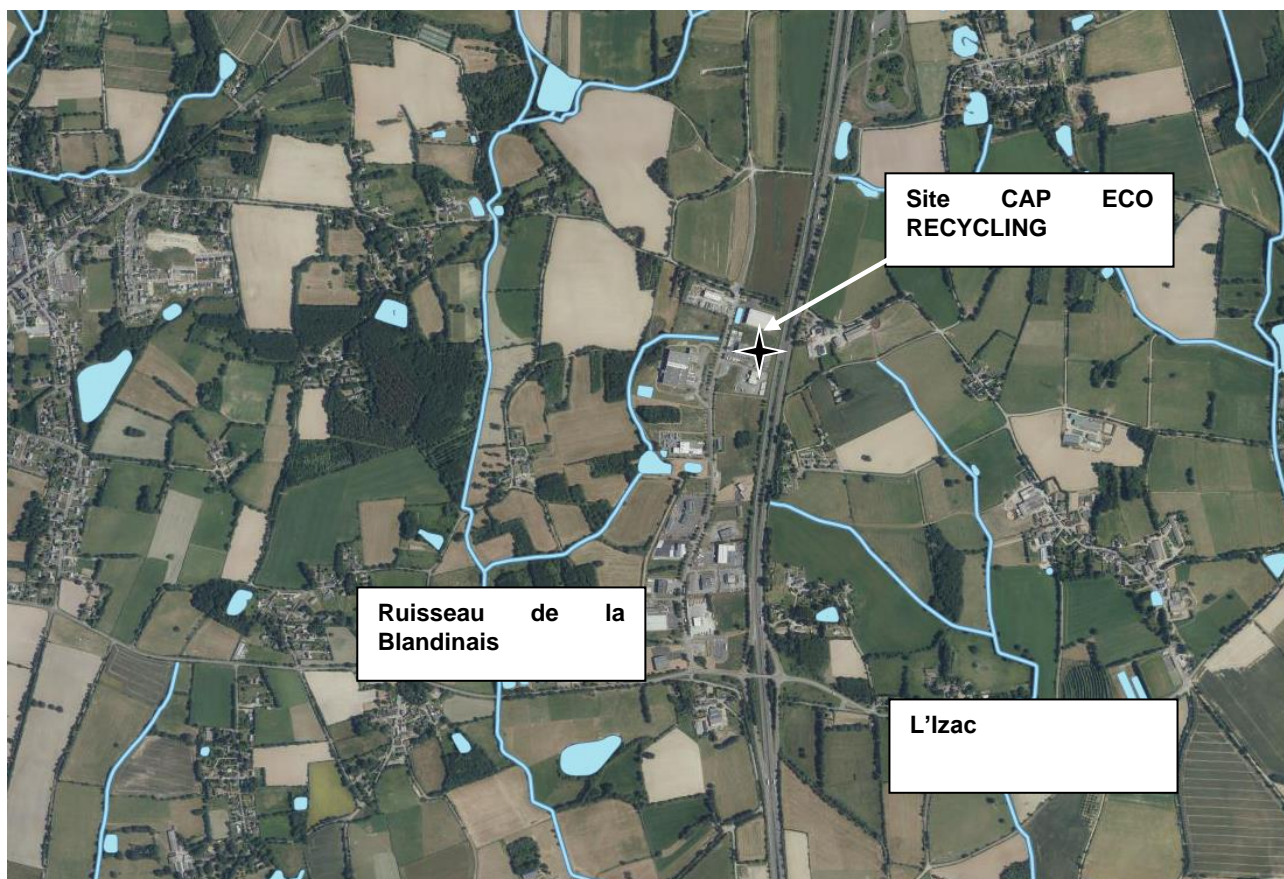 Site CAP ECO
RECYCLING
Ruisseau de la
Blandinais
L'Izac